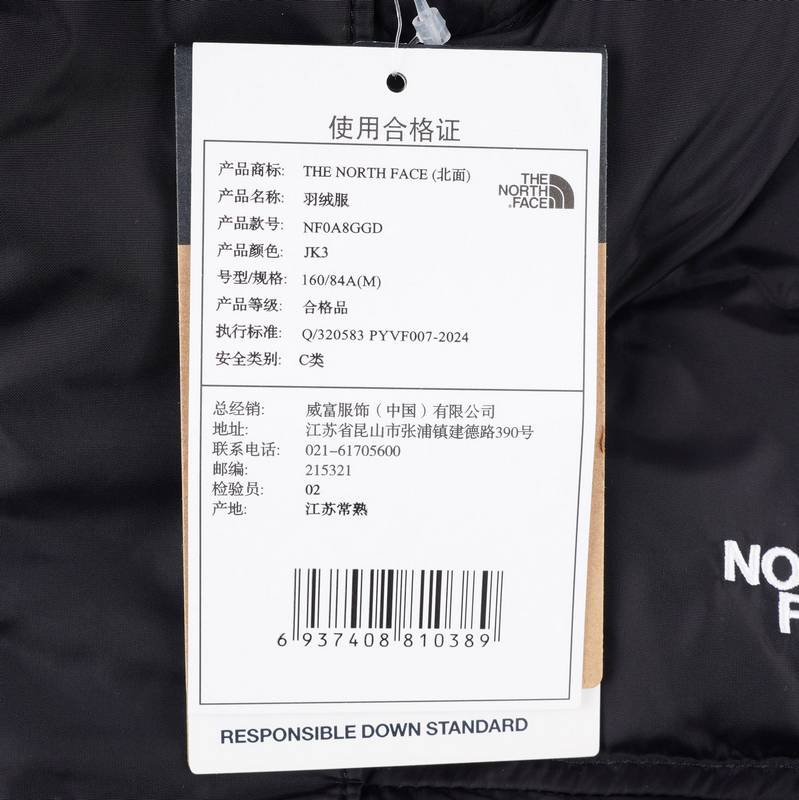 使用合格证
产品商标: THE NORTH FACE (北面)
产品名称: 羽绒服
产品款号: NF0A8GGD
产品颜色: JK3
号型/规格: 160/84A(M)
产品等级: 合格品
执行标准: Q/320583 PYVF007-2024
安全类别: C类
THE
NORTH
FACE
总经销: 威富服饰（中国）有限公司
地址: 江苏省昆山市张浦镇建德路390号
联系电话: 021-61705600
邮编: 215321
检验员: 02
产地: 江苏常熟
6 937408 810389
RESPONSIBLE DOWN STANDARD
NO
F